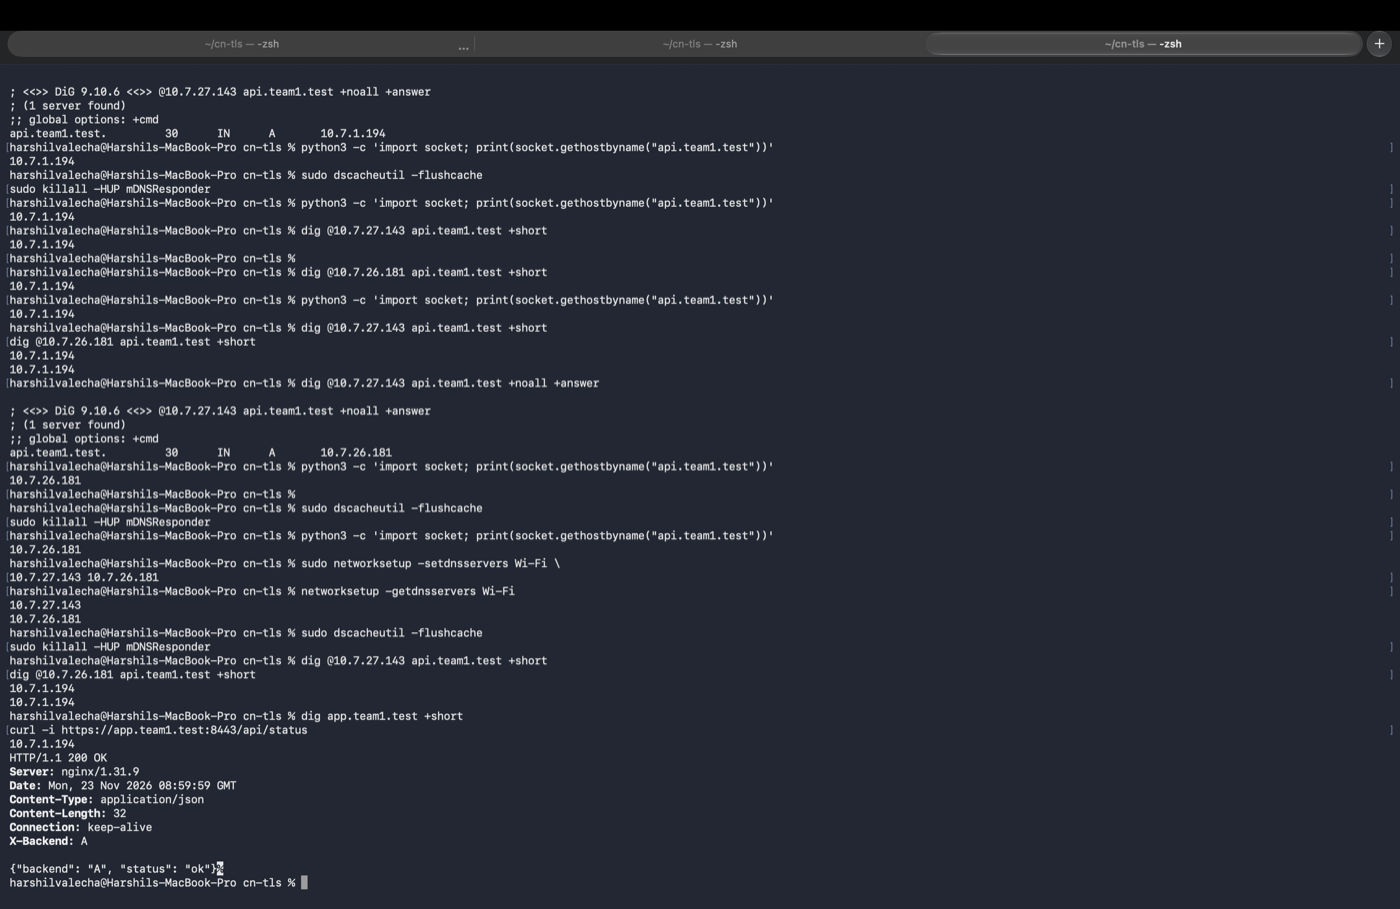 ~/cn-tls — -zsh
...
~/cn-tls — -zsh
~/cn-tls — -zsh
+
; <<>> DiG 9.10.6 <<>> @10.7.27.143 api.team1.test +noall +answer
; (1 server found)
;; global options: +cmd
api.team1.test. 30 IN A 10.7.1.194
[harshilvalecha@Harshils-MacBook-Pro cn-tls % python3 -c 'import socket; print(socket.gethostbyname("api.team1.test"))' ]
10.7.1.194
harshilvalecha@Harshils-MacBook-Pro cn-tls % sudo dscacheutil -flushcache
[sudo killall -HUP mDNSResponder ]
[harshilvalecha@Harshils-MacBook-Pro cn-tls % python3 -c 'import socket; print(socket.gethostbyname("api.team1.test"))' ]
10.7.1.194
[harshilvalecha@Harshils-MacBook-Pro cn-tls % dig @10.7.27.143 api.team1.test +short ]
10.7.1.194
[harshilvalecha@Harshils-MacBook-Pro cn-tls % ]
[harshilvalecha@Harshils-MacBook-Pro cn-tls % dig @10.7.26.181 api.team1.test +short ]
10.7.1.194
[harshilvalecha@Harshils-MacBook-Pro cn-tls % python3 -c 'import socket; print(socket.gethostbyname("api.team1.test"))' ]
10.7.1.194
harshilvalecha@Harshils-MacBook-Pro cn-tls % dig @10.7.27.143 api.team1.test +short
[dig @10.7.26.181 api.team1.test +short ]
10.7.1.194
10.7.1.194
[harshilvalecha@Harshils-MacBook-Pro cn-tls % dig @10.7.27.143 api.team1.test +noall +answer ]
; <<>> DiG 9.10.6 <<>> @10.7.27.143 api.team1.test +noall +answer
; (1 server found)
;; global options: +cmd
api.team1.test. 30 IN A 10.7.26.181
[harshilvalecha@Harshils-MacBook-Pro cn-tls % python3 -c 'import socket; print(socket.gethostbyname("api.team1.test"))' ]
10.7.26.181
[harshilvalecha@Harshils-MacBook-Pro cn-tls % ]
harshilvalecha@Harshils-MacBook-Pro cn-tls % sudo dscacheutil -flushcache
[sudo killall -HUP mDNSResponder ]
[harshilvalecha@Harshils-MacBook-Pro cn-tls % python3 -c 'import socket; print(socket.gethostbyname("api.team1.test"))' ]
10.7.26.181
harshilvalecha@Harshils-MacBook-Pro cn-tls % sudo networksetup -setdnsservers Wi-Fi \
[10.7.27.143 10.7.26.181 ]
[harshilvalecha@Harshils-MacBook-Pro cn-tls % networksetup -getdnsservers Wi-Fi ]
10.7.27.143
10.7.26.181
harshilvalecha@Harshils-MacBook-Pro cn-tls % sudo dscacheutil -flushcache
[sudo killall -HUP mDNSResponder ]
harshilvalecha@Harshils-MacBook-Pro cn-tls % dig @10.7.27.143 api.team1.test +short
[dig @10.7.26.181 api.team1.test +short ]
10.7.1.194
10.7.1.194
harshilvalecha@Harshils-MacBook-Pro cn-tls % dig app.team1.test +short
[curl -i https://app.team1.test:8443/api/status ]
10.7.1.194
HTTP/1.1 200 OK
Server: nginx/1.31.9
Date: Mon, 23 Nov 2026 08:59:59 GMT
Content-Type: application/json
Content-Length: 32
Connection: keep-alive
X-Backend: A
{"backend": "A", "status": "ok"}%
harshilvalecha@Harshils-MacBook-Pro cn-tls %